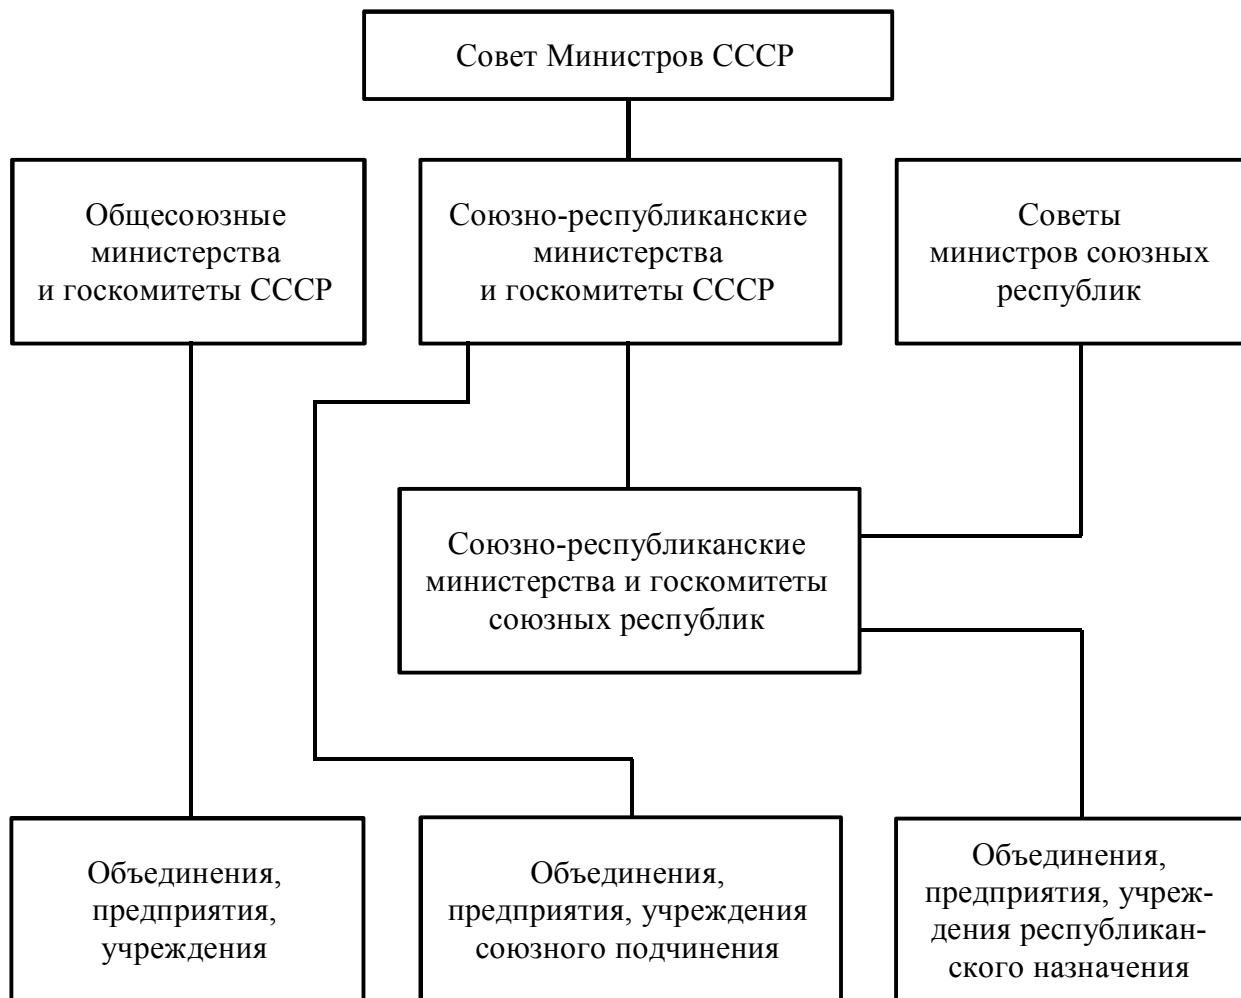 Совет Министров СССР
Общесоюзные
министерства
и госкомитеты СССР
Союзно-республиканские
министерства
и госкомитеты СССР
Советы
министров союзных
республик
Союзно-республиканские
министерства и госкомитеты
союзных республик
Объединения,
предприятия,
учреждения
Объединения,
предприятия, учреждения
союзного подчинения
Объединения,
предприятия, учреж-
дения республикан-
ского назначения